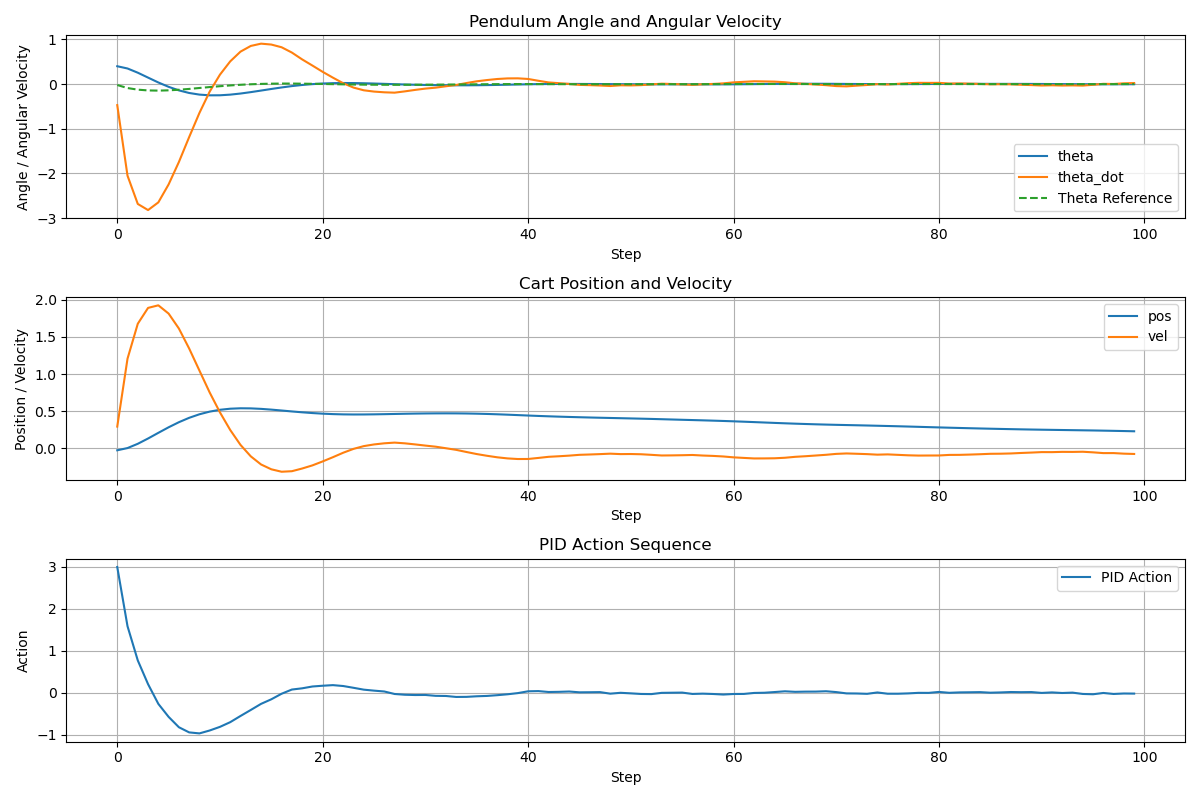 Pendulum Angle and Angular Velocity
Angle / Angular Velocity
1
0
−1
−2
−3
theta
theta_dot
Theta Reference
0 20 40 60 80 100
Step
Cart Position and Velocity
Position / Velocity
2.0
1.5
1.0
0.5
0.0
pos
vel
0 20 40 60 80 100
Step
PID Action Sequence
Action
3
2
1
0
−1
PID Action
0 20 40 60 80 100
Step